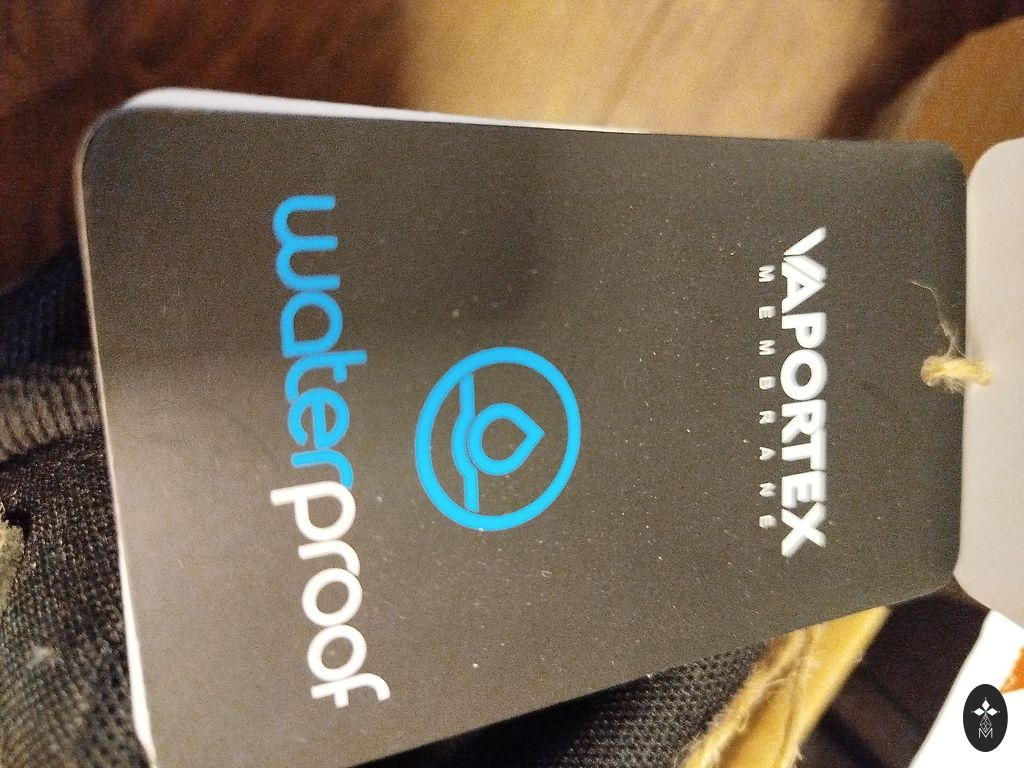 VAPORTEX
MEMBRANE
waterproof
M